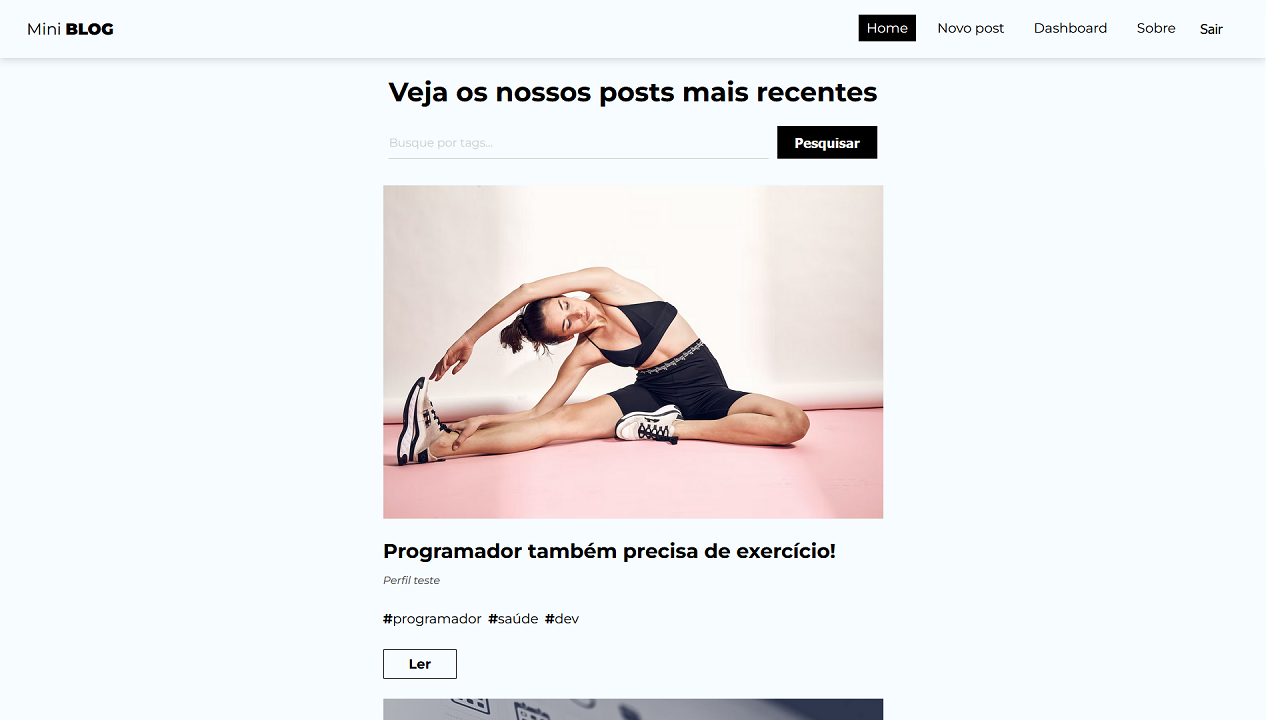 Mini BLOG
Home Novo post Dashboard Sobre Sair
Veja os nossos posts mais recentes
Busque por tags... Pesquisar
Programador também precisa de exercício!
Perfil teste
#programador #saúde #dev
Ler